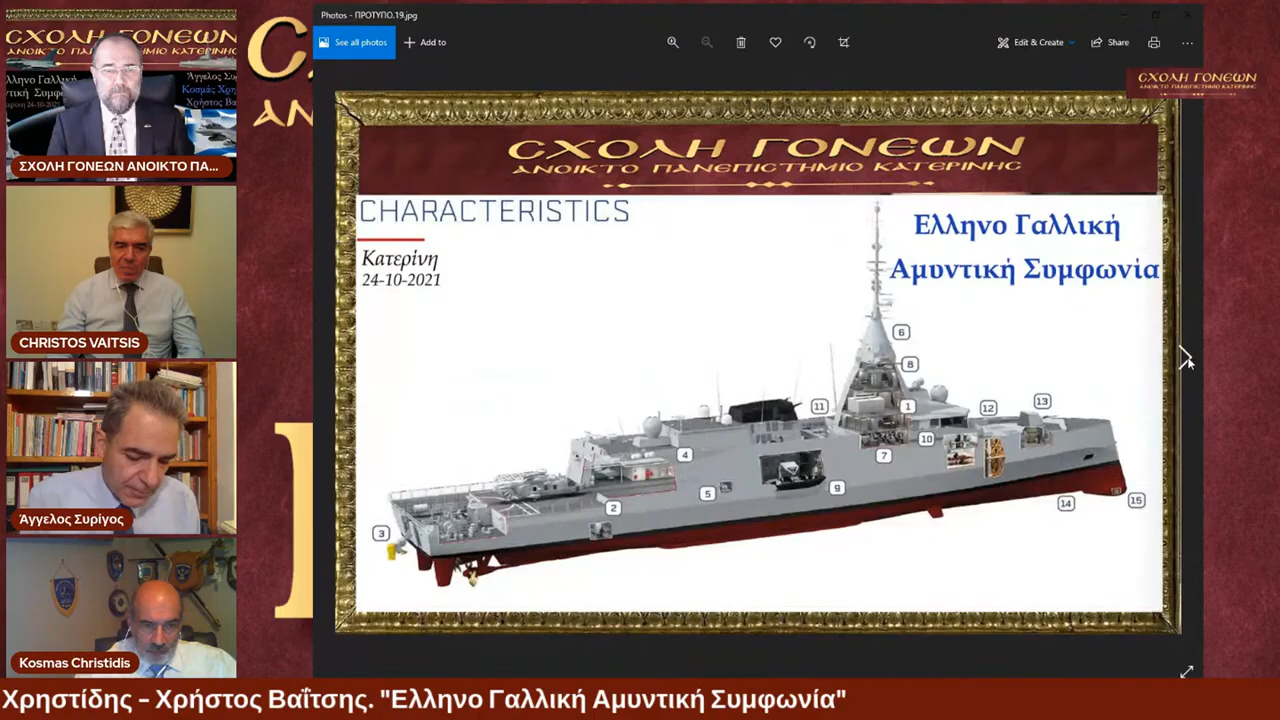 Photos - ΠΡΟΤΥΠΟ.19.jpg
See all photos
Add to
Edit & Create
Share
ΣΧΟΛΗ ΓΟΝΕΩΝ ΑΝΟΙΚΤΟ ΠΑ...
CHRISTOS VAITSIS
Άγγελος Συρίγος
Kosmas Christidis
ΣΧΟΛΗ ΓΟΝΕΩΝ
ΑΝΟΙΚΤΟ ΠΑΝΕΠΙΣΤΗΜΙΟ ΚΑΤΕΡΙΝΗΣ
ΣΧΟΛΗ ΓΟΝΕΩΝ
ΑΝΟΙΚΤΟ ΠΑΝΕΠΙΣΤΗΜΙΟ ΚΑΤΕΡΙΝΗΣ
CHARACTERISTICS
Κατερίνη
24-10-2021
Ελληνο Γαλλική
Αμυντική Συμφωνία
6
8
11
1
12
13
10
4
7
5
9
2
14
15
3
Χρηστίδης - Χρήστος Βαΐτσης. "Ελληνο Γαλλική Αμυντική Συμφωνία"